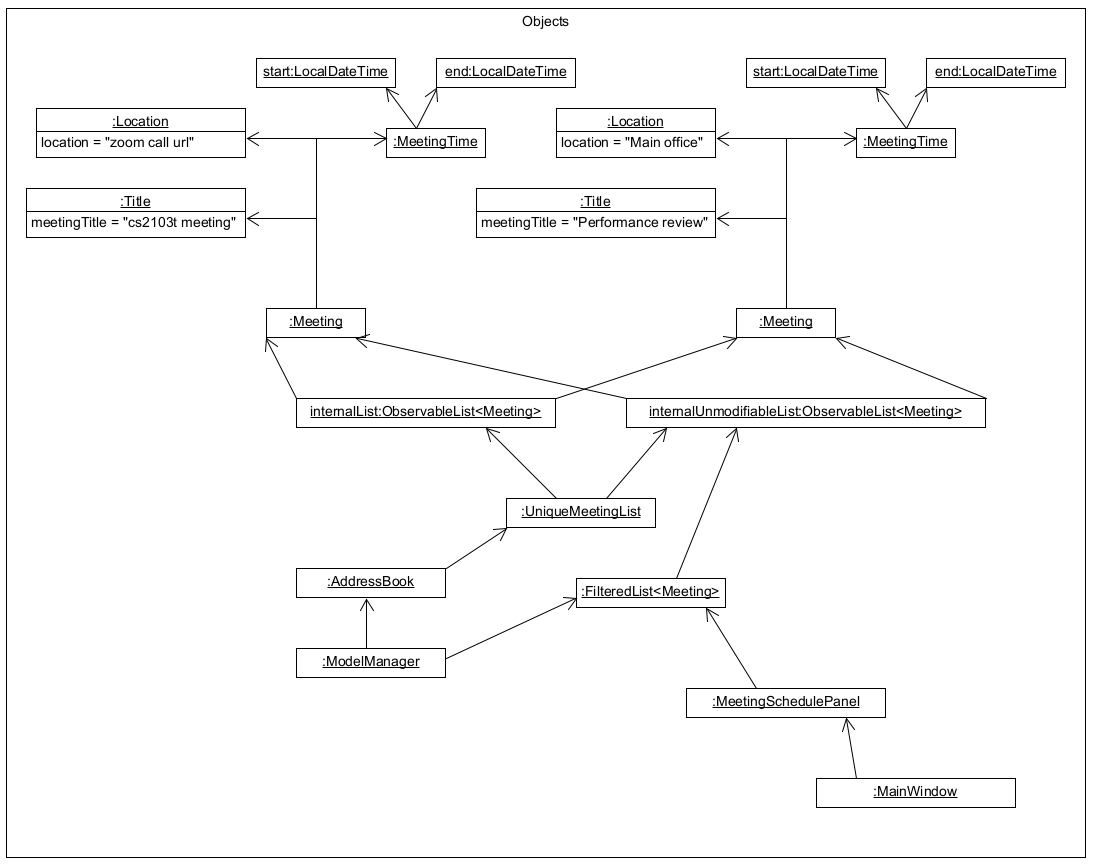 Objects
start:LocalDateTime
end:LocalDateTime
start:LocalDateTime
end:LocalDateTime
:Location
location = "zoom call url"
:MeetingTime
:Location
location = "Main office"
:MeetingTime
:Title
meetingTitle = "cs2103t meeting"
:Title
meetingTitle = "Performance review"
:Meeting
:Meeting
internalList:ObservableList<Meeting>
internalUnmodifiableList:ObservableList<Meeting>
:UniqueMeetingList
:AddressBook
:FilteredList<Meeting>
:ModelManager
:MeetingSchedulePanel
:MainWindow